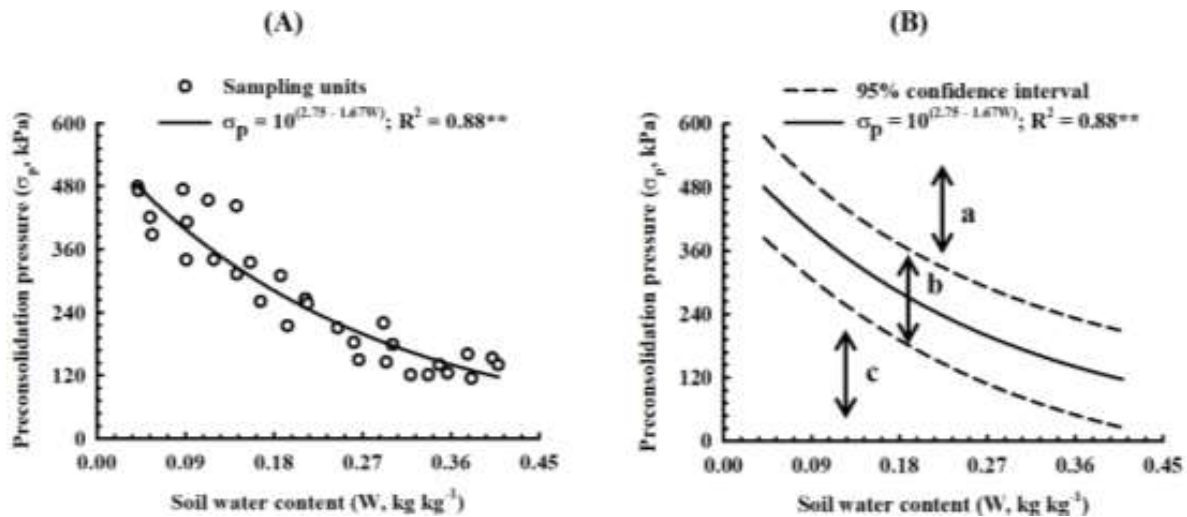 (A)
Sampling units
σp = 10^(2.75 - 1.67W); R² = 0.88**
Preconsolidation pressure (σp, kPa)
600
480
360
240
120
0
0.00 0.09 0.18 0.27 0.36 0.45
Soil water content (W, kg kg⁻¹)
(B)
95% confidence interval
σp = 10^(2.75 - 1.67W); R² = 0.88**
Preconsolidation pressure (σp, kPa)
600
480
360
240
120
0
a
b
c
0.00 0.09 0.18 0.27 0.36 0.45
Soil water content (W, kg kg⁻¹)